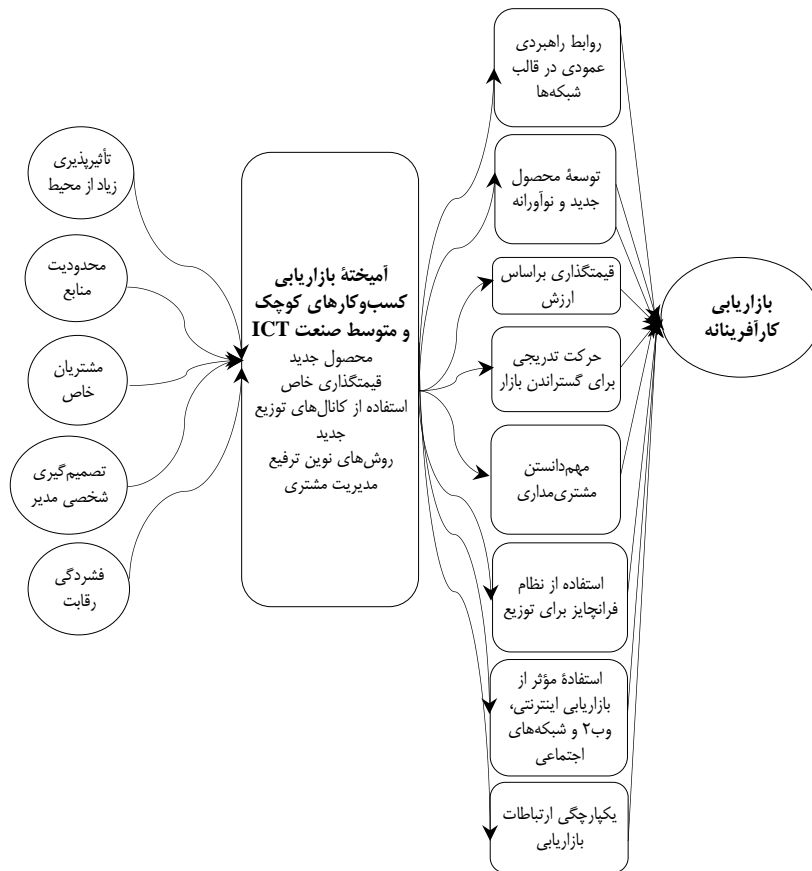 روابط راهبردی
عمودی در قالب
شبکه‌ها
توسعهٔ محصول
جدید و نوآورانه
قیمتگذاری براساس
ارزش
حرکت تدریجی
برای گستراندن بازار
مهم‌دانستن
مشتری‌مداری
استفاده از نظام
فرانچایز برای توزیع
استفادهٔ مؤثر از
بازاریابی اینترنتی،
وب۲ و شبکه‌های
اجتماعی
یکپارچگی ارتباطات
بازاریابی
بازاریابی
کارآفرینانه
آمیختهٔ بازاریابی
کسب‌وکارهای کوچک
و متوسط صنعت ICT
محصول جدید
قیمتگذاری خاص
استفاده از کانال‌های توزیع
جدید
روش‌های نوین ترفیع
مدیریت مشتری
تأثیرپذیری
زیاد از محیط
محدودیت
منابع
مشتریان
خاص
تصمیم‌گیری
شخصی مدیر
فشردگی
رقابت